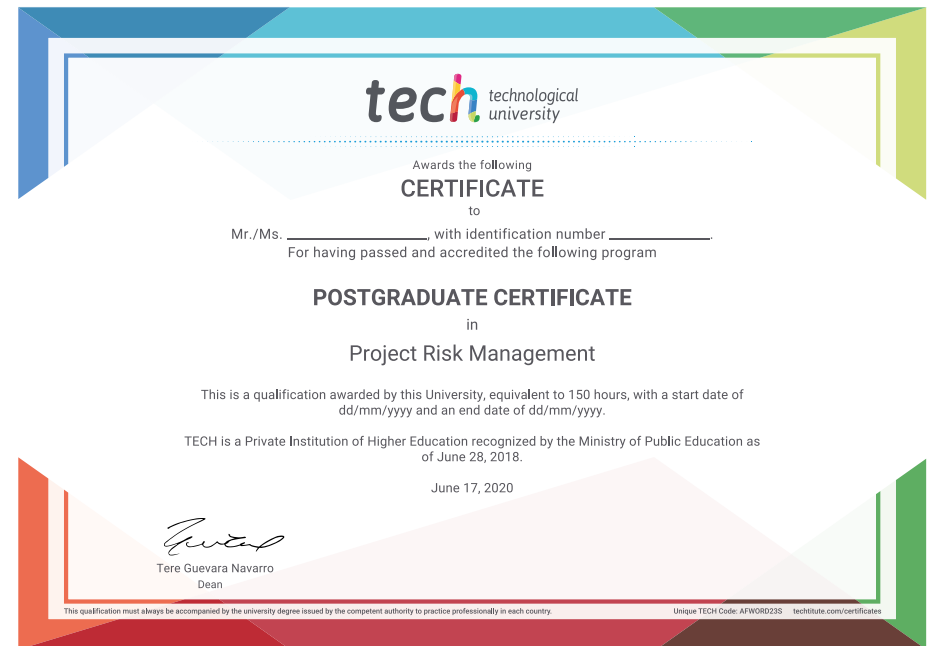 tech technological
university
Awards the following
CERTIFICATE
to
Mr./Ms. ____________________, with identification number ______________.
For having passed and accredited the following program
POSTGRADUATE CERTIFICATE
in
Project Risk Management
This is a qualification awarded by this University, equivalent to 150 hours, with a start date of
dd/mm/yyyy and an end date of dd/mm/yyyy.
TECH is a Private Institution of Higher Education recognized by the Ministry of Public Education as
of June 28, 2018.
June 17, 2020
Tere Guevara Navarro
Dean
This qualification must always be accompanied by the university degree issued by the competent authority to practice professionally in each country.
Unique TECH Code: AFWORD23S techtitute.com/certificates